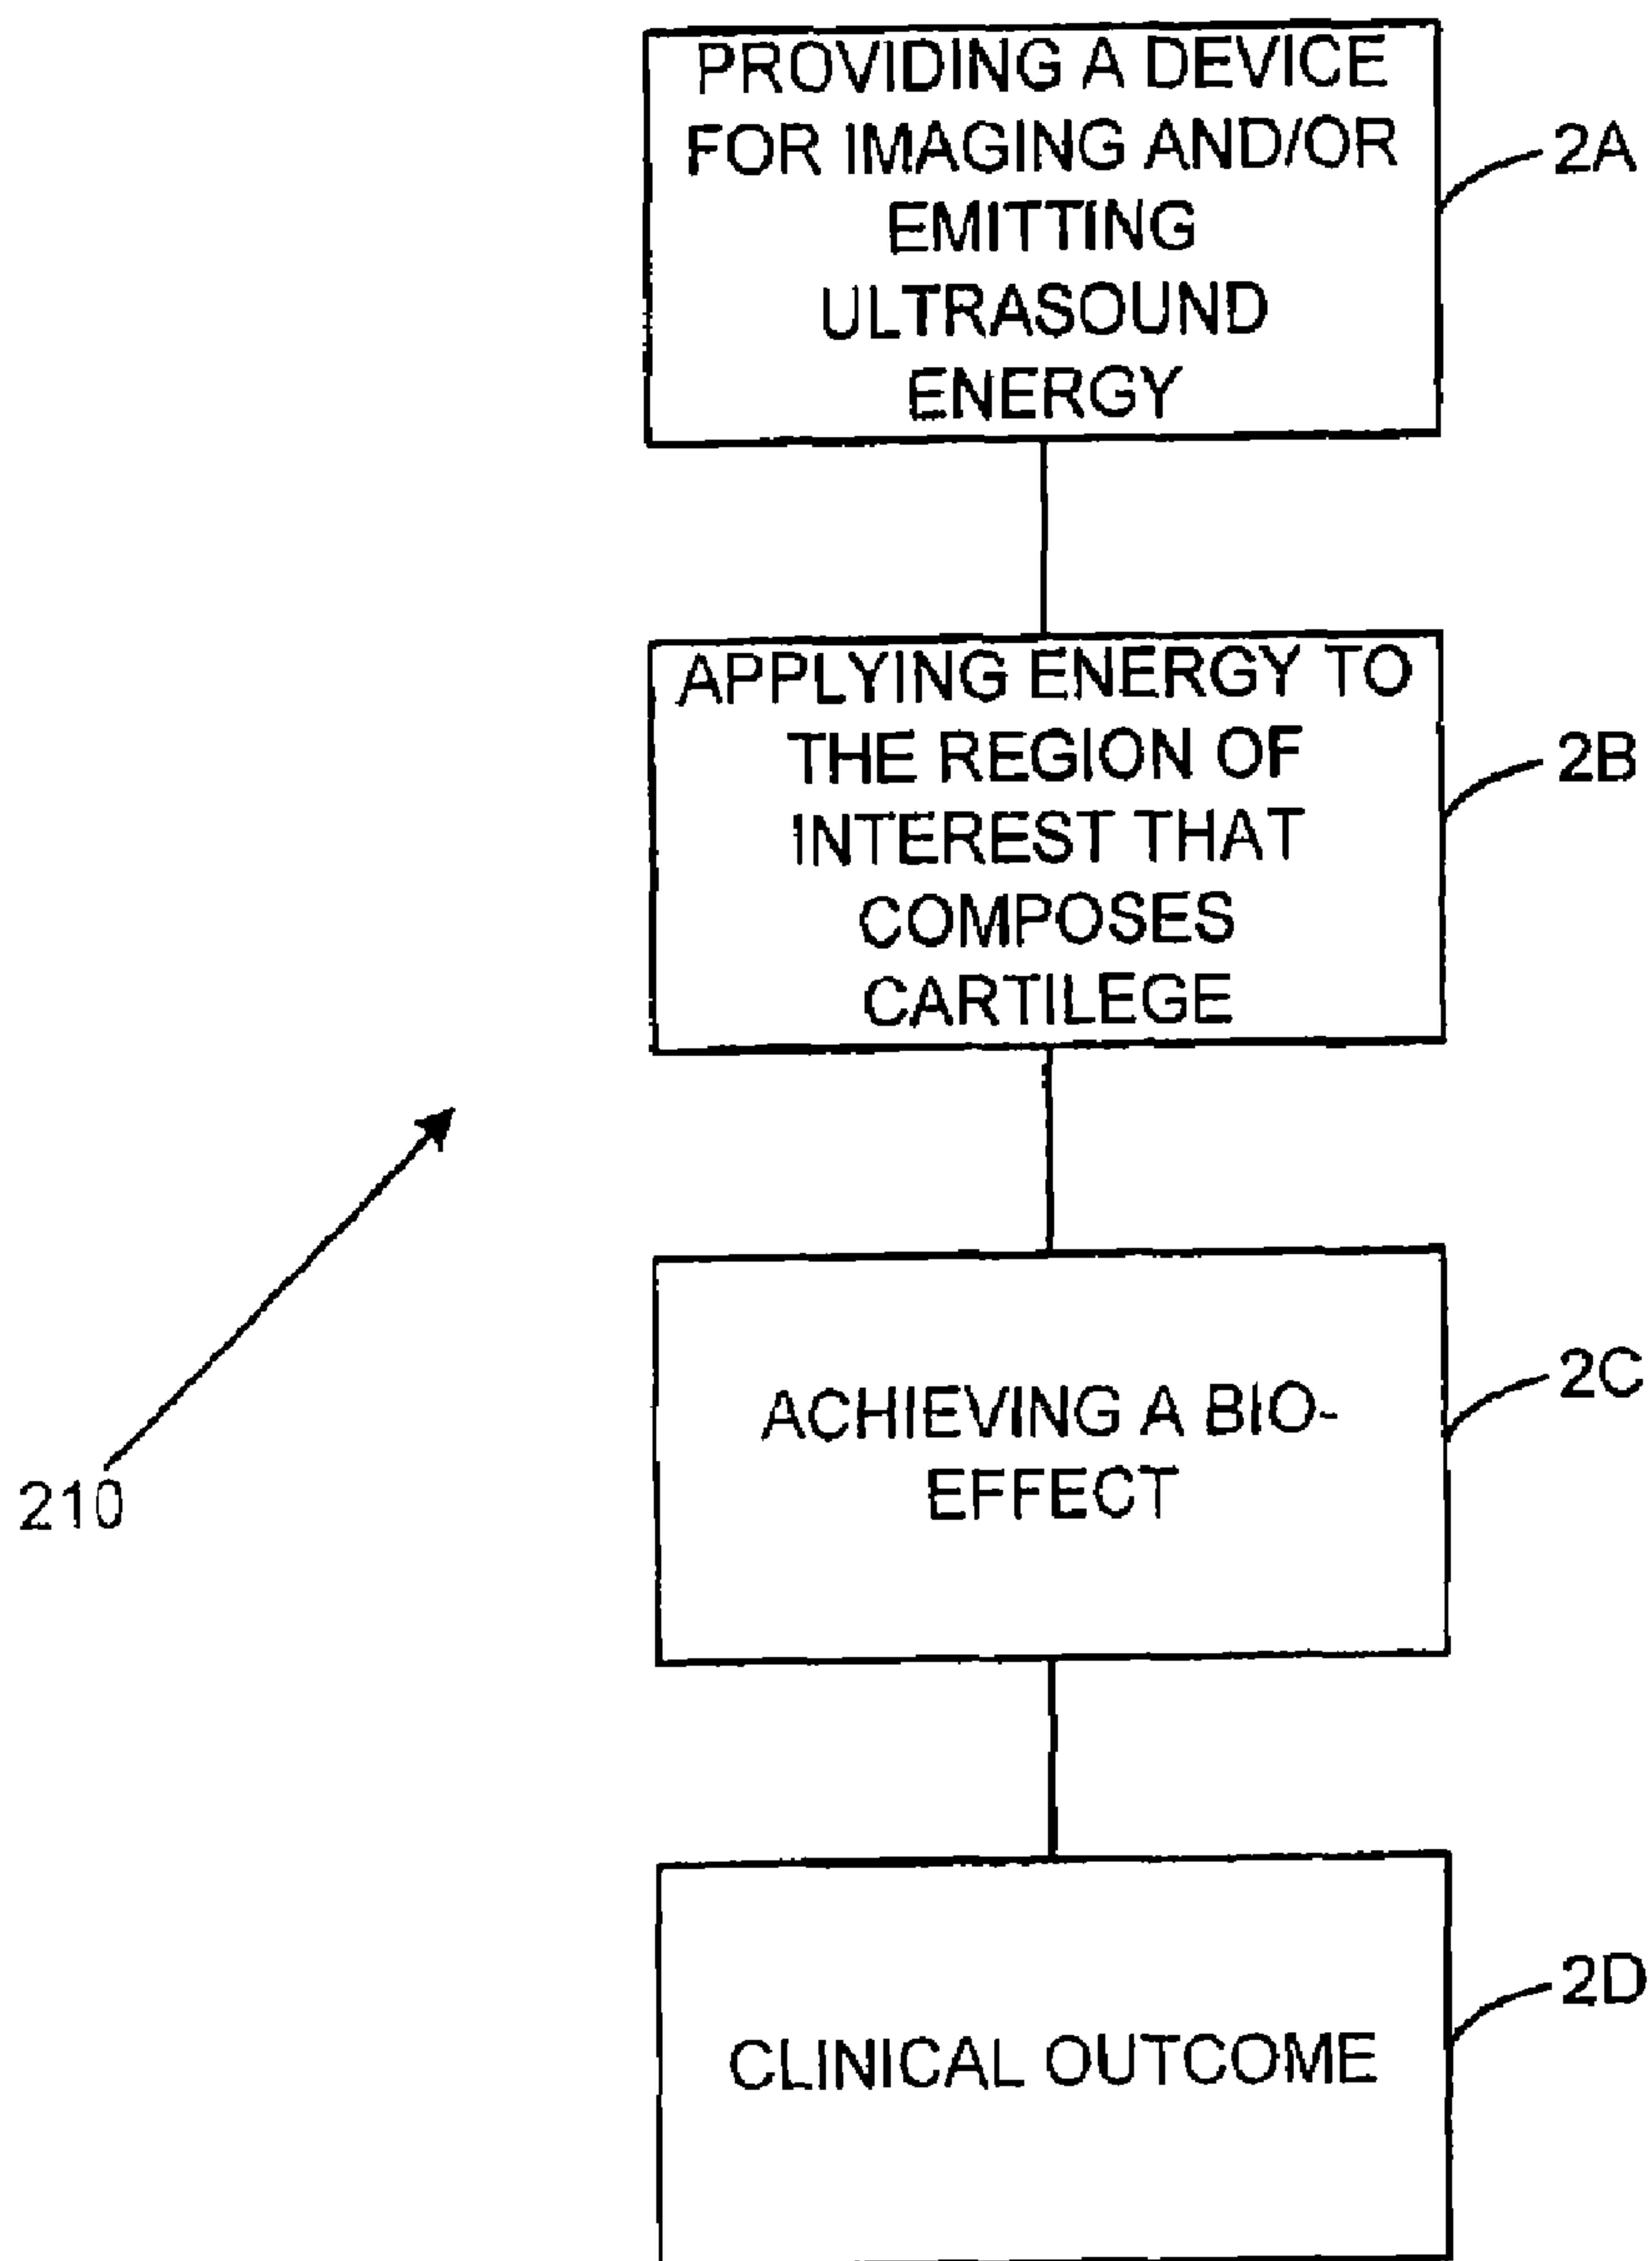 PROVIDING A DEVICE
FOR IMAGING AND/OR
EMITTING
ULTRASOUND
ENERGY
2A
APPLYING ENERGY TO
THE REGION OF
INTEREST THAT
COMPOSES
CARTILEGE
2B
ACHIEVING A BIO-
EFFECT
2C
210
CLINICAL OUTCOME
2D